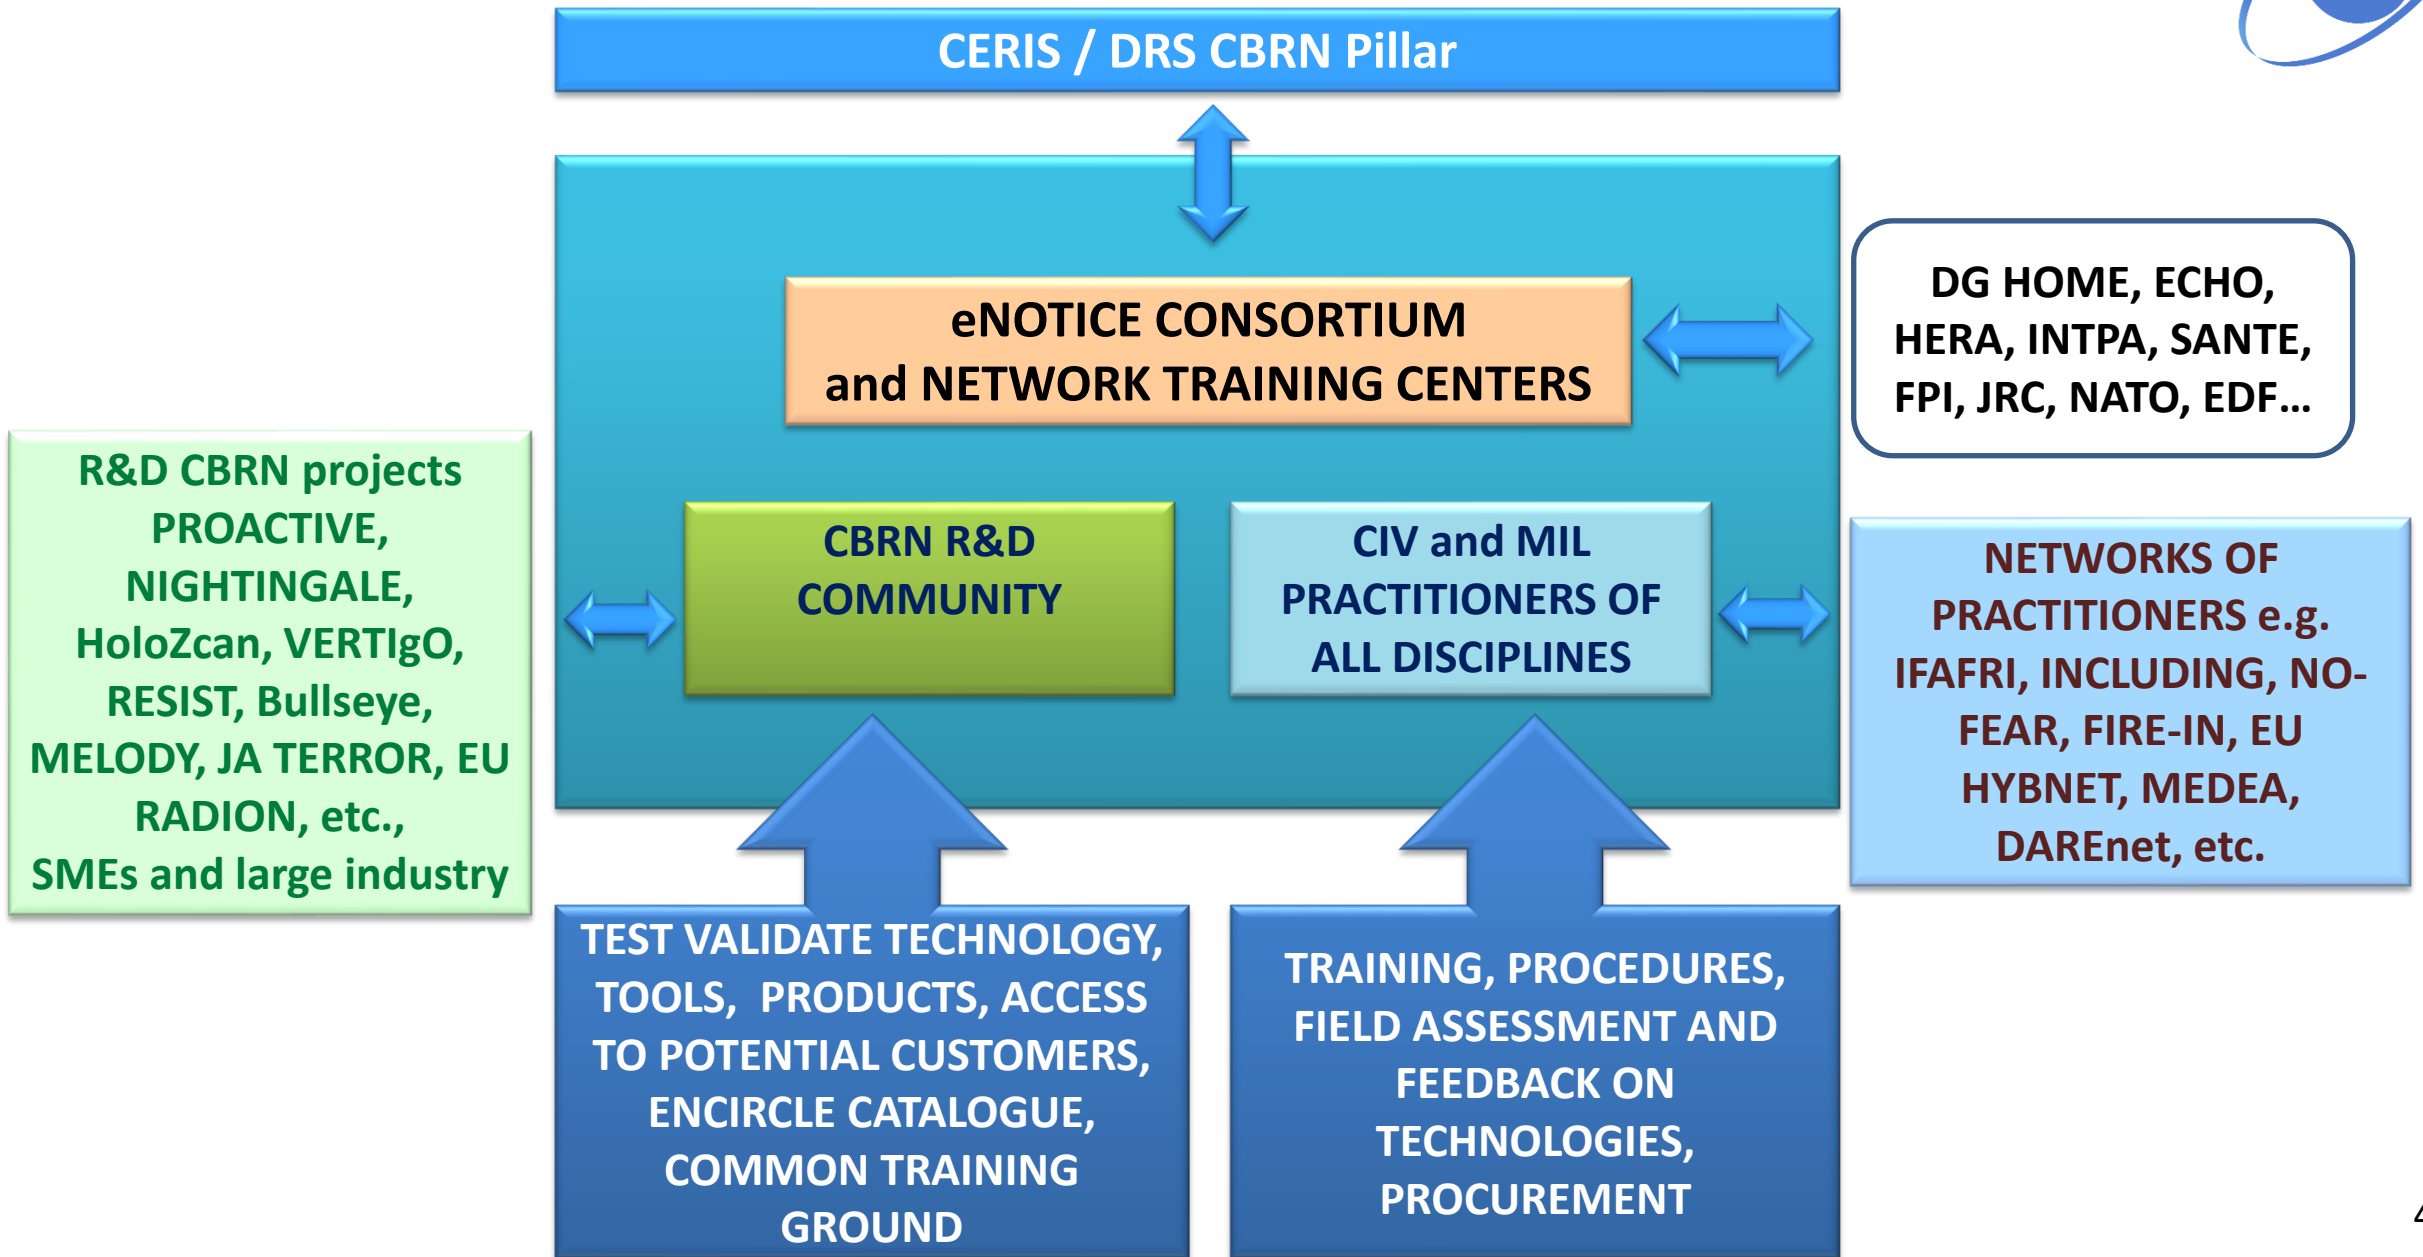 CERIS / DRS CBRN Pillar
eNOTICE CONSORTIUM
and NETWORK TRAINING CENTERS
DG HOME, ECHO,
HERA, INTPA, SANTE,
FPI, JRC, NATO, EDF...
R&D CBRN projects
PROACTIVE,
NIGHTINGALE,
HoloZcan, VERTIgO,
RESIST, Bullseye,
MELODY, JA TERROR, EU
RADION, etc.,
SMEs and large industry
CBRN R&D
COMMUNITY
CIV and MIL
PRACTITIONERS OF
ALL DISCIPLINES
NETWORKS OF
PRACTITIONERS e.g.
IFAFRI, INCLUDING, NO-
FEAR, FIRE-IN, EU
HYBNET, MEDEA,
DAREnet, etc.
TEST VALIDATE TECHNOLOGY,
TOOLS,  PRODUCTS, ACCESS
TO POTENTIAL CUSTOMERS,
ENCIRCLE CATALOGUE,
COMMON TRAINING
GROUND
TRAINING, PROCEDURES,
FIELD ASSESSMENT AND
FEEDBACK ON
TECHNOLOGIES,
PROCUREMENT